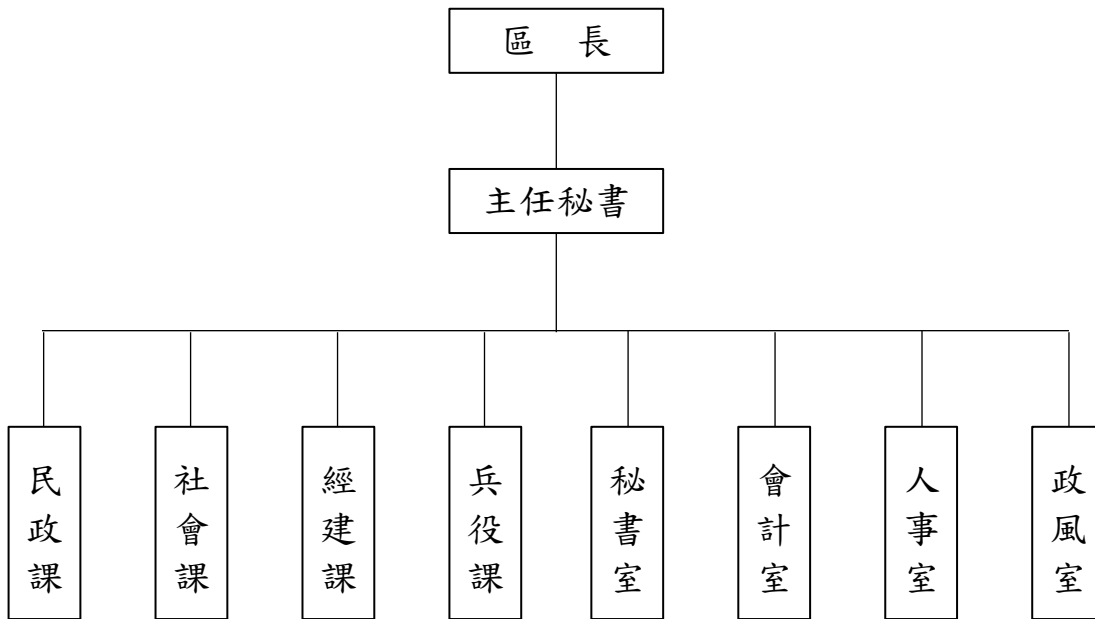 區 長
主任秘書
民政課
社會課
經建課
兵役課
秘書室
會計室
人事室
政風室